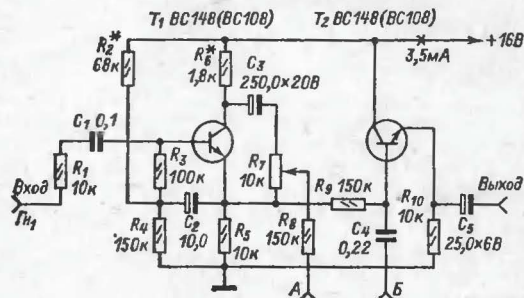 T₁ BC148(BC108)
T₂ BC148(BC108)
R₂*
68к
R₆*
1,8к
C₃
250,0×20В
+16В
3,5мА
C₁ 0,1
R₁
10к
Вход
Гн₁
R₃
100к
R₇
10к
R₉ 150к
R₁₀
10к
Выход
C₂
10,0
R₄
150к
R₅
10к
R₈
150к
C₄
0,22
C₅
25,0×6В
А
Б